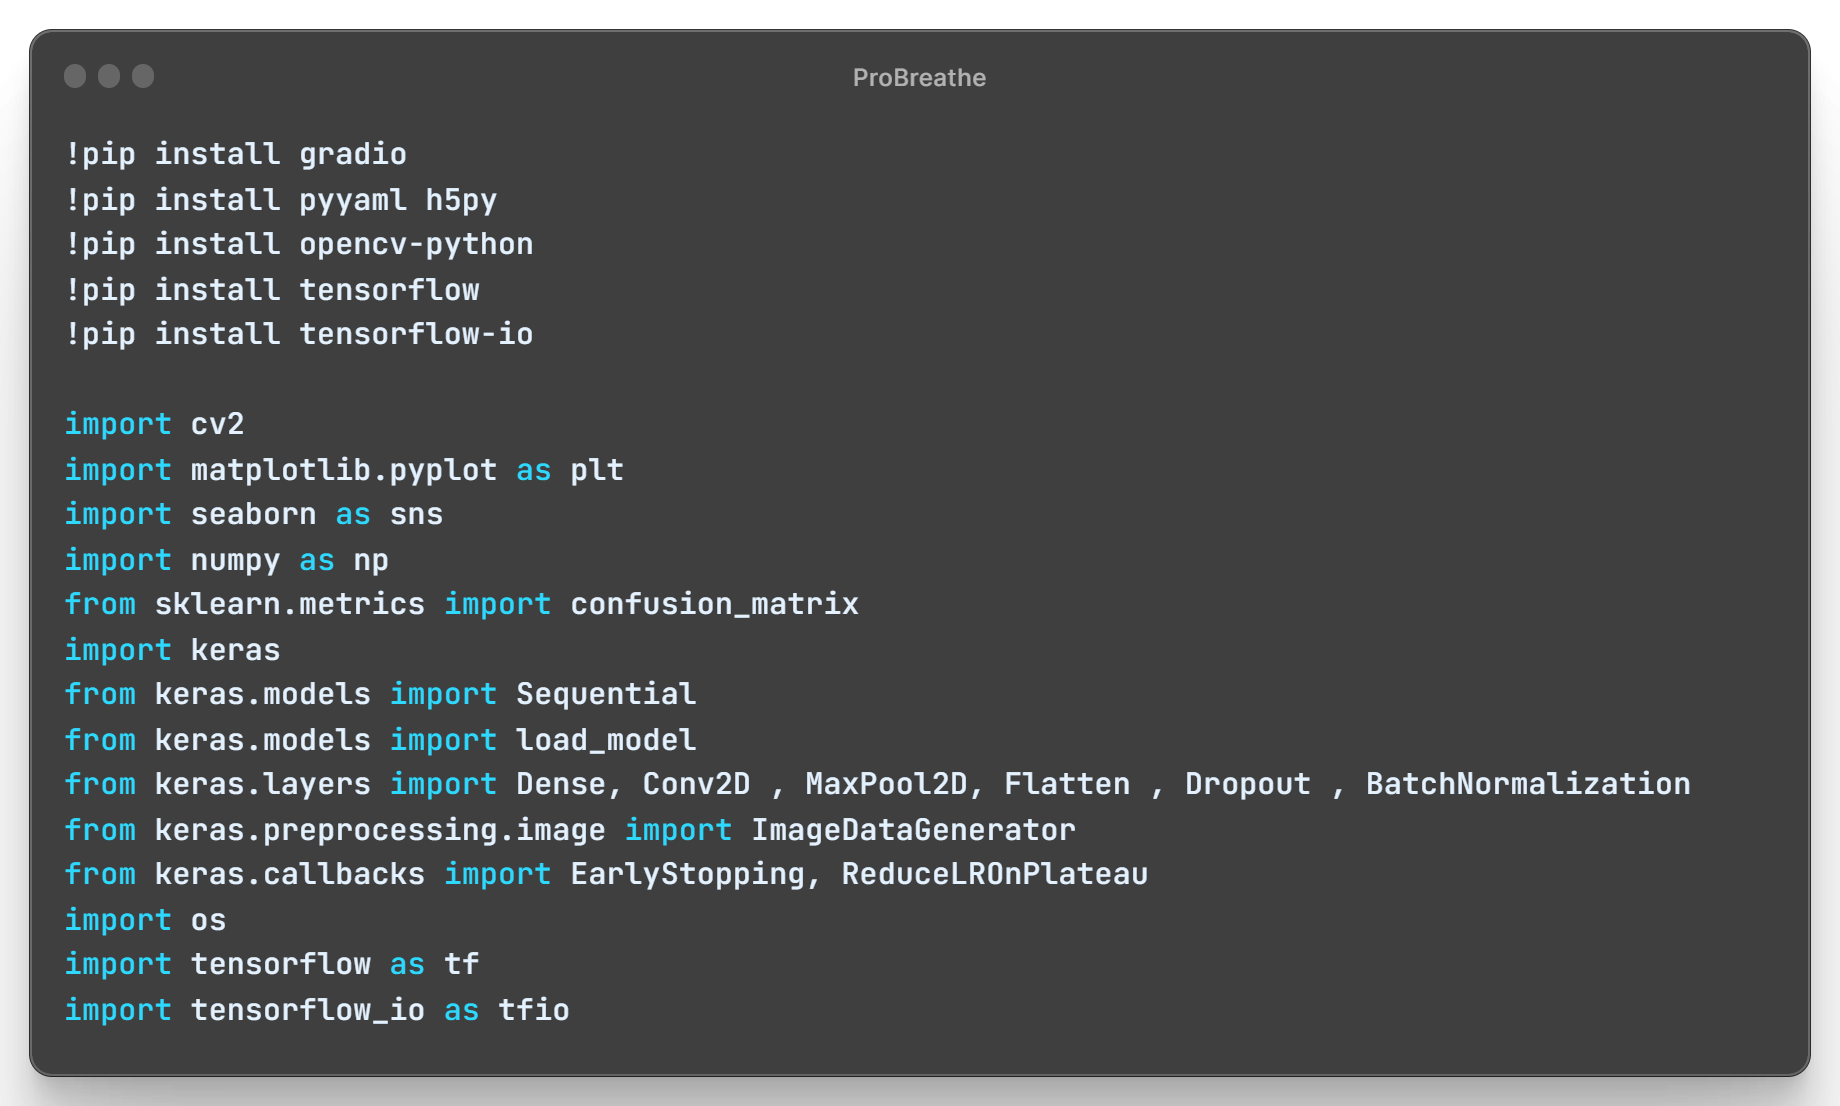 ProBreathe
!pip install gradio
!pip install pyyaml h5py
!pip install opencv-python
!pip install tensorflow
!pip install tensorflow-io
import cv2
import matplotlib.pyplot as plt
import seaborn as sns
import numpy as np
from sklearn.metrics import confusion_matrix
import keras
from keras.models import Sequential
from keras.models import load_model
from keras.layers import Dense, Conv2D , MaxPool2D, Flatten , Dropout , BatchNormalization
from keras.preprocessing.image import ImageDataGenerator
from keras.callbacks import EarlyStopping, ReduceLROnPlateau
import os
import tensorflow as tf
import tensorflow_io as tfio